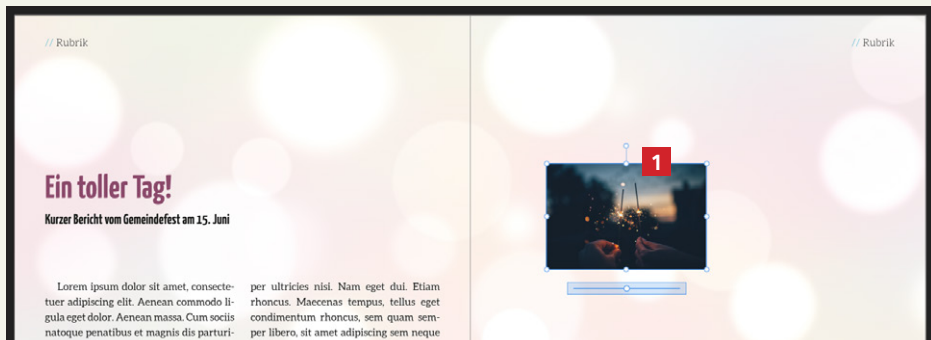 // Rubrik
// Rubrik
1
Ein toller Tag!
Kurzer Bericht vom Gemeindefest am 15. Juni
Lorem ipsum dolor sit amet, consecte-
tuer adipiscing elit. Aenean commodo li-
gula eget dolor. Aenean massa. Cum sociis
natoque penatibus et magnis dis parturi-
per ultricies nisi. Nam eget dui. Etiam
rhoncus. Maecenas tempus, tellus eget
condimentum rhoncus, sem quam sem-
per libero, sit amet adipiscing sem neque